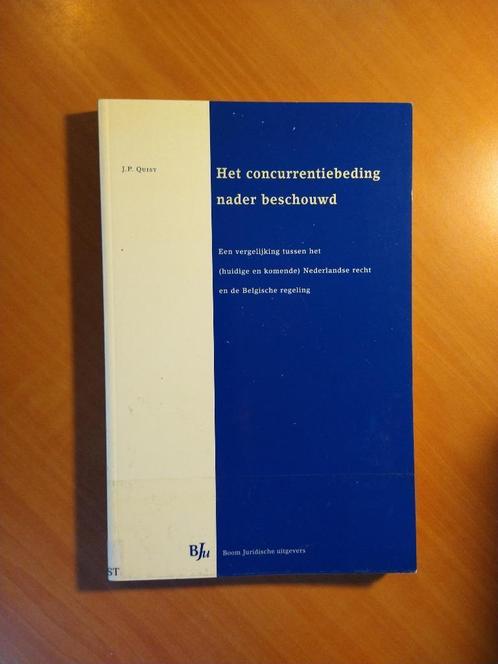 J.P. Quist
Het concurrentiebeding
nader beschouwd
Een vergelijking tussen het
(huidige en komende) Nederlandse recht
en de Belgische regeling
BJu
Boom Juridische uitgevers
ST